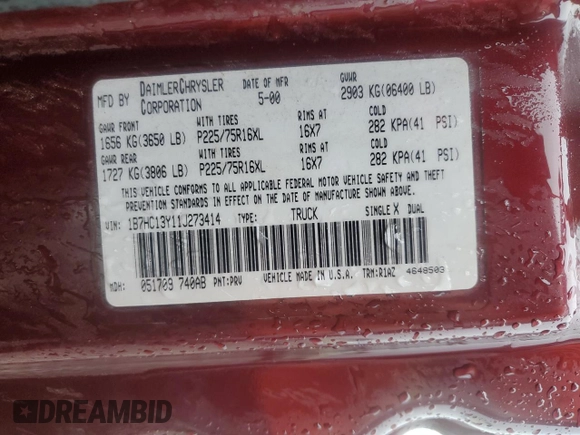 MFD BY DAIMLERCHRYSLER CORPORATION DATE OF MFR 5-00 GVWR 2903 KG(06400 LB)
GAWR FRONT WITH TIRES RIMS AT COLD
1656 KG(3650 LB) P225/75R16XL 16X7 282 KPA(41 PSI)
GAWR REAR WITH TIRES RIMS AT COLD
1727 KG(3806 LB) P225/75R16XL 16X7 282 KPA(41 PSI)
THIS VEHICLE CONFORMS TO ALL APPLICABLE FEDERAL MOTOR VEHICLE SAFETY AND THEFT
PREVENTION STANDARDS IN EFFECT ON THE DATE OF MANUFACTURE SHOWN ABOVE.
VIN: 1B7HC13Y11J273414 TYPE: TRUCK SINGLE X DUAL
MDH: 051709 740AB PNT:PRV VEHICLE MADE IN U.S.A. TRM:R1AZ 4648503
DREAMBID